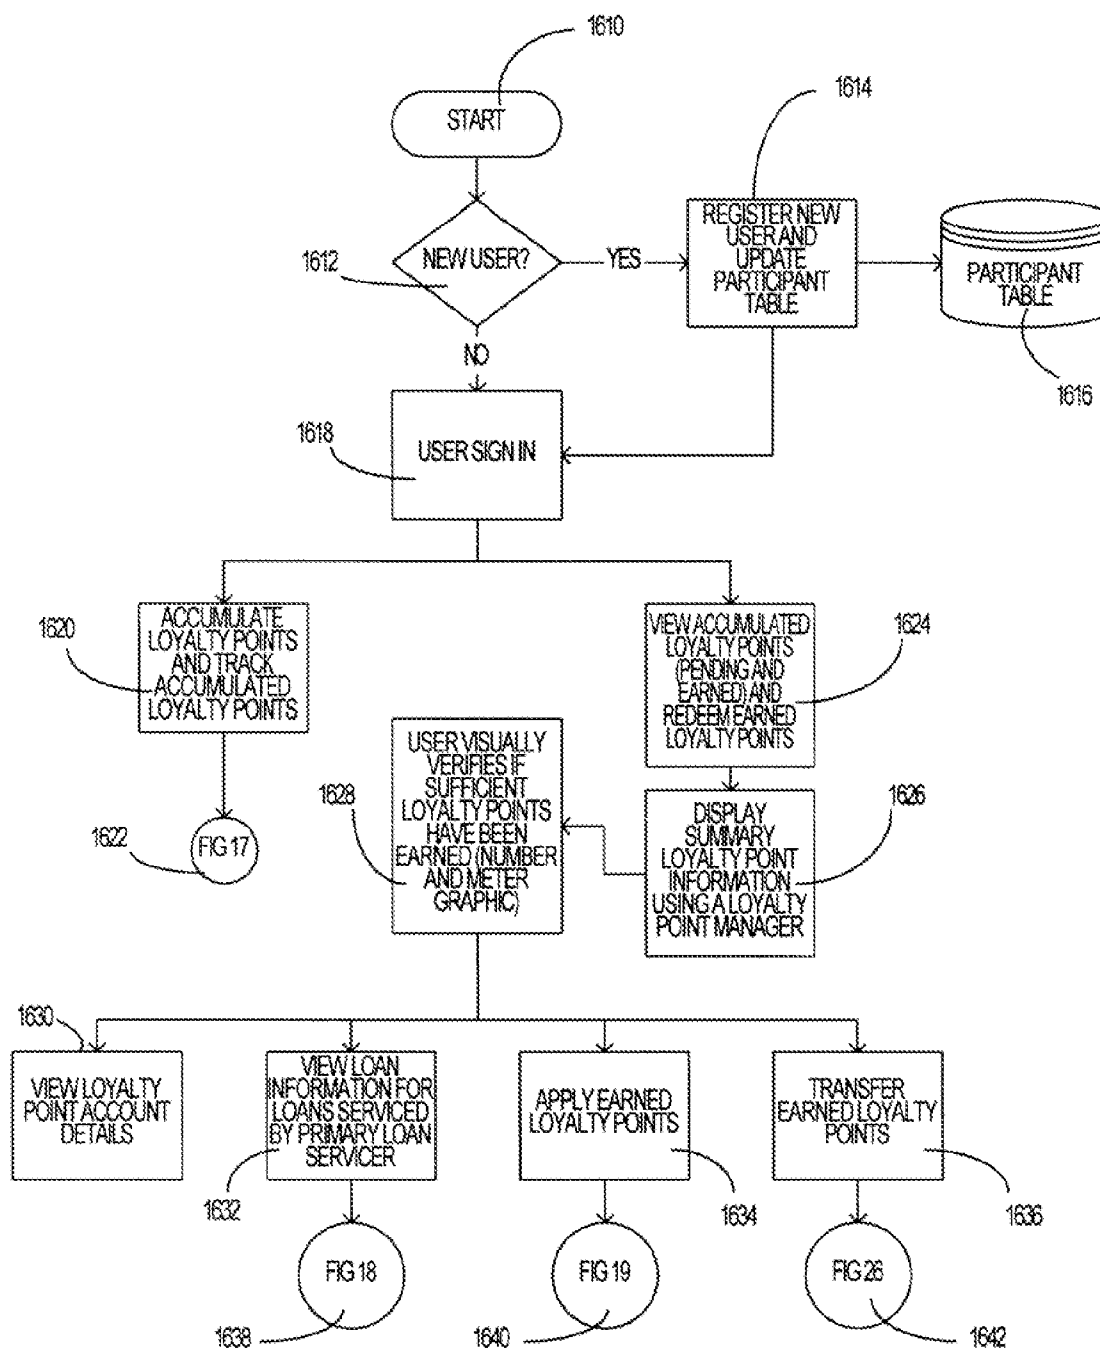 1610
START
1614
REGISTER NEW
USER AND
UPDATE
PARTICIPANT
TABLE
NEW USER?
YES
1612
PARTICIPANT
TABLE
NO
1616
1618
USER SIGN IN
ACCUMULATE
LOYALTY POINTS
AND TRACK
ACCUMULATED
LOYALTY POINTS
1620
VIEW ACCUMULATED
LOYALTY POINTS
(PENDING AND
EARNED) AND
REDEEM EARNED
LOYALTY POINTS
1624
USER VISUALLY
VERIFIES IF
SUFFICIENT
LOYALTY POINTS
HAVE BEEN
EARNED (NUMBER
AND METER
GRAPHIC)
1628
1622
FIG 17
DISPLAY
SUMMARY
LOYALTY POINT
INFORMATION
USING A LOYALTY
POINT MANAGER
1626
1630
VIEW LOYALTY
POINT ACCOUNT
DETAILS
VIEW LOAN
INFORMATION FOR
LOANS SERVICED
BY PRIMARY LOAN
SERVICER
APPLY EARNED
LOYALTY POINTS
TRANSFER
EARNED LOYALTY
POINTS
1632
1634
1636
FIG 18
FIG 19
FIG 26
1638
1640
1642